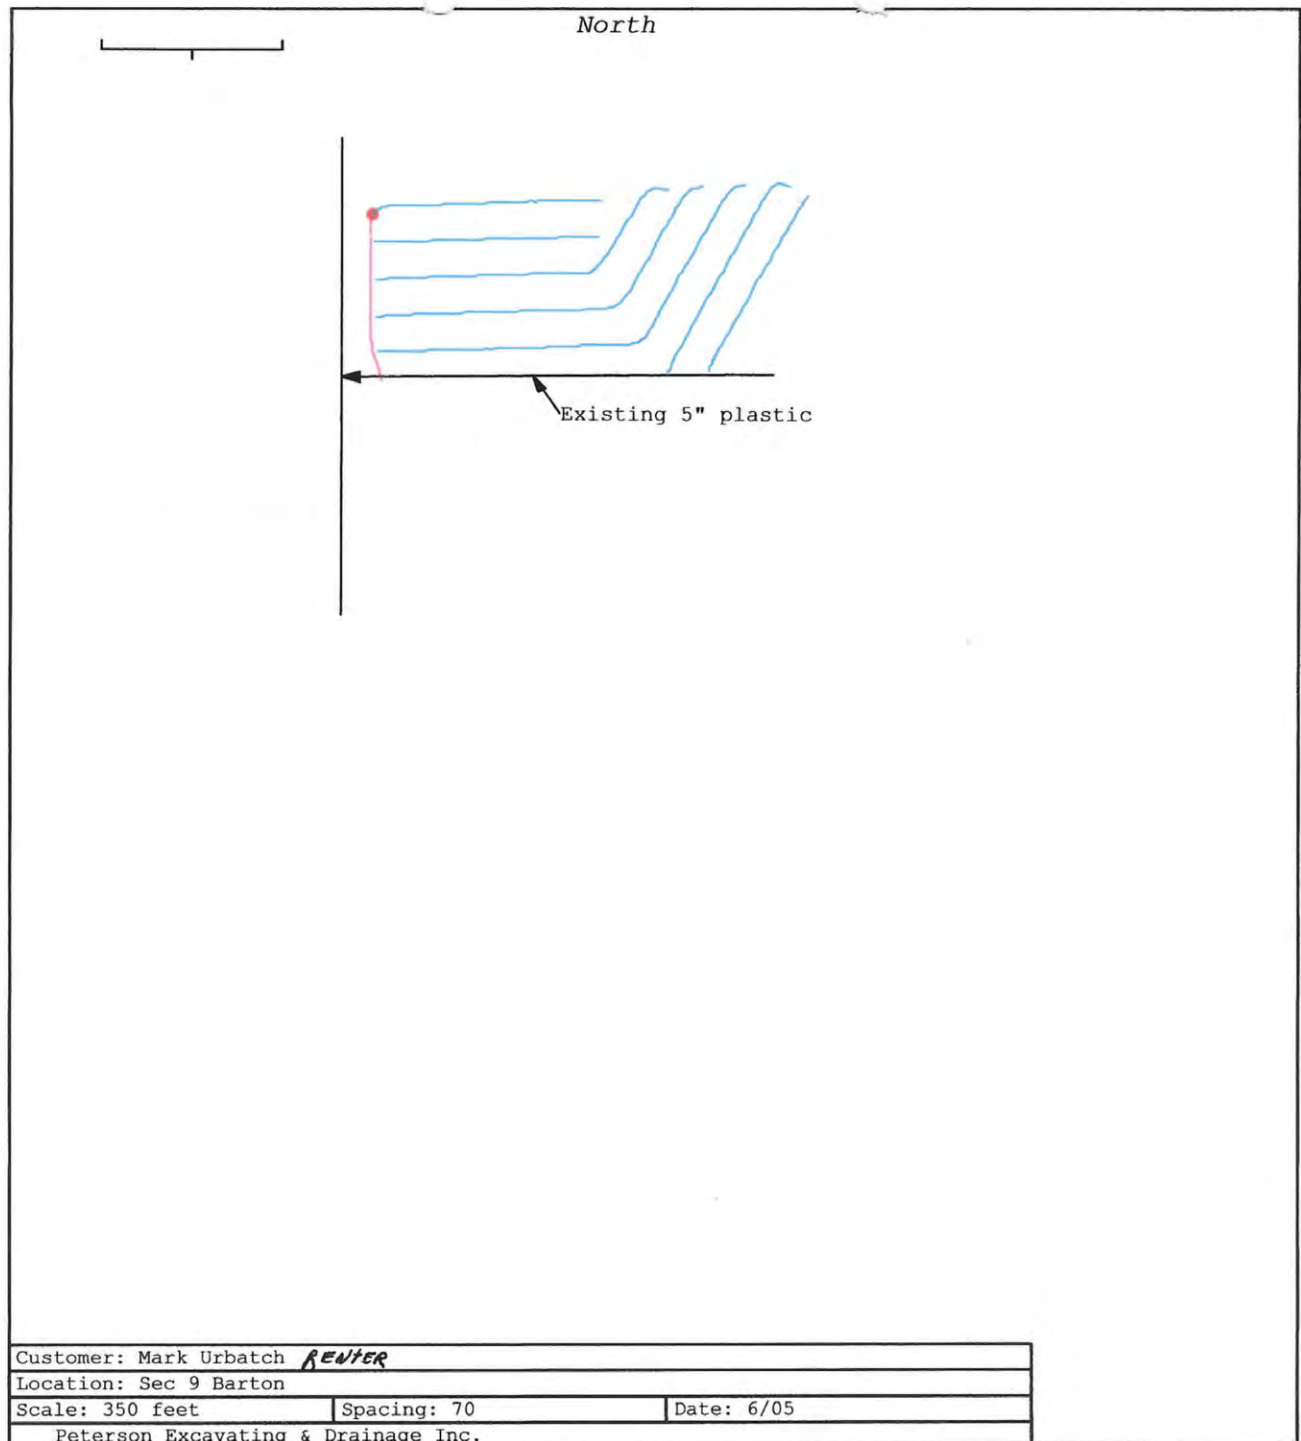 North
Existing 5" plastic
Customer: Mark Urbatch RENTER
Location: Sec 9 Barton
Scale: 350 feet Spacing: 70 Date: 6/05
Peterson Excavating & Drainage Inc.